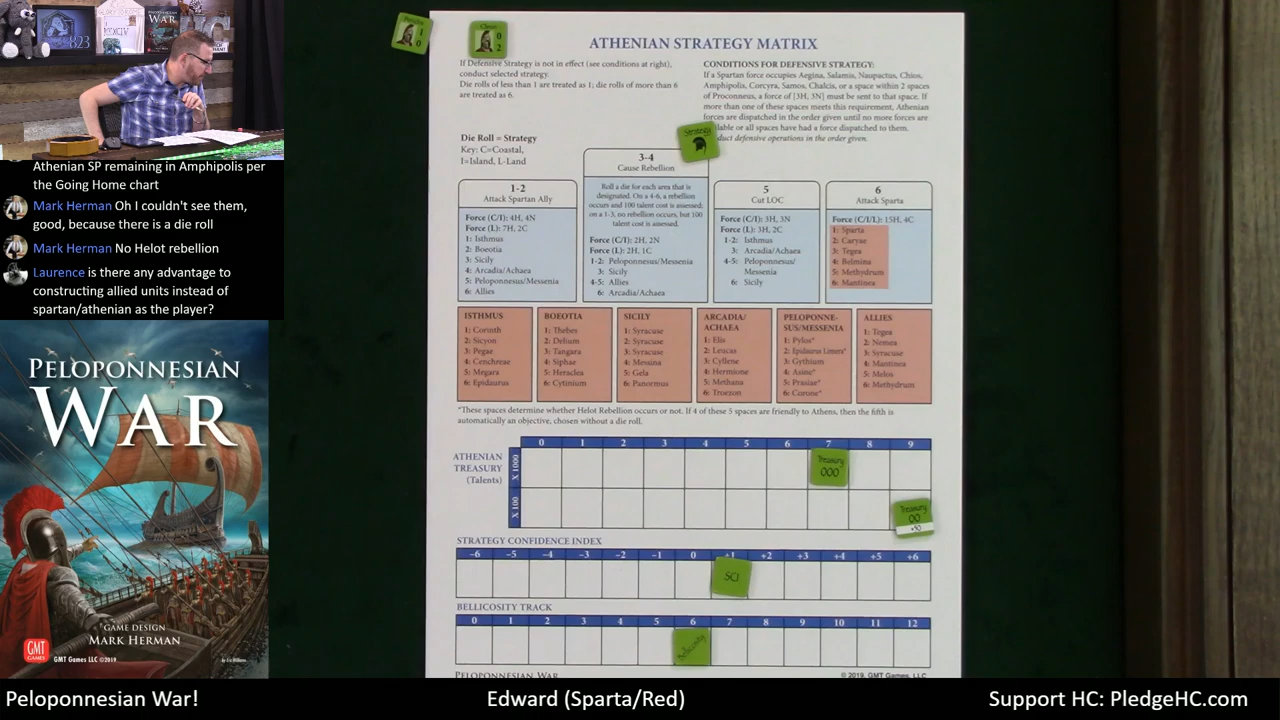 823
WAR
Athenian SP remaining in Amphipolis per
the Going Home chart
Mark Herman Oh I couldn't see them,
good, because there is a die roll
Mark Herman No Helot rebellion
Laurence is there any advantage to
constructing allied units instead of
spartan/athenian as the player?
PELOPONNESIAN
WAR
GAME DESIGN
MARK HERMAN
GMT
GAMES
GMT Games LLC ©2019
1
0
0
2
ATHENIAN STRATEGY MATRIX
If Defensive Strategy is not in effect (see conditions at right),
conduct selected strategy.
Die rolls of less than 1 are treated as 1; die rolls of more than 6
are treated as 6.
CONDITIONS FOR DEFENSIVE STRATEGY:
If a Spartan force occupies Aegina, Salamis, Naupactus, Chios,
Amphipolis, Corcyra, Samos, Chalcis, or a space within 2 spaces
of Proconneus, a force of [3H, 3N] must be sent to that space. If
more than one of these spaces meets this requirement, Athenian
forces are dispatched in the order given until no more forces are
lable or all spaces have had a force dispatched to them.
duct defensive operations in the order given.
Strategy
Die Roll = Strategy
Key: C=Coastal,
I=Island, L-Land
1-2
Attack Spartan Ally
Force (C/I): 4H, 4N
Force (L): 7H, 2C
1: Isthmus
2: Boeotia
3: Sicily
4: Arcadia/Achaea
5: Peloponnesus/Messenia
6: Allies
3-4
Cause Rebellion
Roll a die for each area that is
designated. On a 4-6, a rebellion
occurs and 100 talent cost is assessed;
on a 1-3, no rebellion occurs, but 100
talent cost is assessed.
Force (C/I): 2H, 2N
Force (L): 2H, 1C
1-2: Peloponnesus/Messenia
3: Sicily
4-5: Allies
6: Arcadia/Achaea
5
Cut LOC
Force (C/I): 3H, 3N
Force (L): 3H, 2C
1-2: Isthmus
3: Arcadia/Achaea
4-5: Peloponnesus/
Messenia
6: Sicily
6
Attack Sparta
Force (C/I/L): 15H, 4C
1: Sparta
2: Caryae
3: Tegea
4: Belmina
5: Methydrum
6: Mantinea
ISTHMUS
1: Corinth
2: Sicyon
3: Pegae
4: Cenchreae
5: Megara
6: Epidaurus
BOEOTIA
1: Thebes
2: Delium
3: Tangara
4: Siphae
5: Heraclea
6: Cytinium
SICILY
1: Syracuse
2: Syracuse
3: Syracuse
4: Messina
5: Gela
6: Panormus
ARCADIA/
ACHAEA
1: Elis
2: Leucas
3: Cyllene
4: Hermione
5: Methana
6: Troezon
PELOPONNE-
SUS/MESSENIA
1: Pylos*
2: Epidaurus Limera*
3: Gythium
4: Asine*
5: Prasiae*
6: Corone*
ALLIES
1: Tegea
2: Nemea
3: Syracuse
4: Mantinea
5: Melos
6: Methydrum
*These spaces determine whether Helot Rebellion occurs or not. If 4 of these 5 spaces are friendly to Athens, then the fifth is
automatically an objective, chosen without a die roll.
ATHENIAN
TREASURY
(Talents)
0 1 2 3 4 5 6 7 8 9
X 1000
X 100
Treasury
000
Treasury
00
+50
STRATEGY CONFIDENCE INDEX
-6 -5 -4 -3 -2 -1 0 +1 +2 +3 +4 +5 +6
SCI
BELLICOSITY TRACK
0 1 2 3 4 5 6 7 8 9 10 11 12
Bellicosity
PELOPONNESIAN WAR
© 2019, GMT Games, LLC
Peloponnesian War!
Edward (Sparta/Red)
Support HC: PledgeHC.com